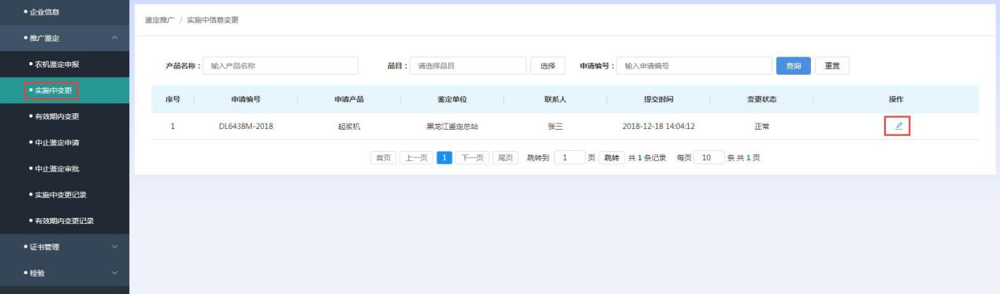 企业信息
推广鉴定
农机鉴定申报
实施中变更
有效期内变更
中止鉴定申请
中止鉴定审批
实施中变更记录
有效期内变更记录
证书管理
检验
鉴定推广 / 实施中信息变更
产品名称： 输入产品名称 品目： 请选择品目 选择 申请编号： 输入申请编号 查询 重置
序号 申请编号 申请产品 鉴定单位 联系人 提交时间 变更状态 操作
1 DL6438M-2018 起浆机 黑龙江鉴定总站 张三 2018-12-18 14:04:12 正常
首页 上一页 1 下一页 尾页 跳转到 1 页 跳转 共 1 条记录 每页 10 条 共 1 页